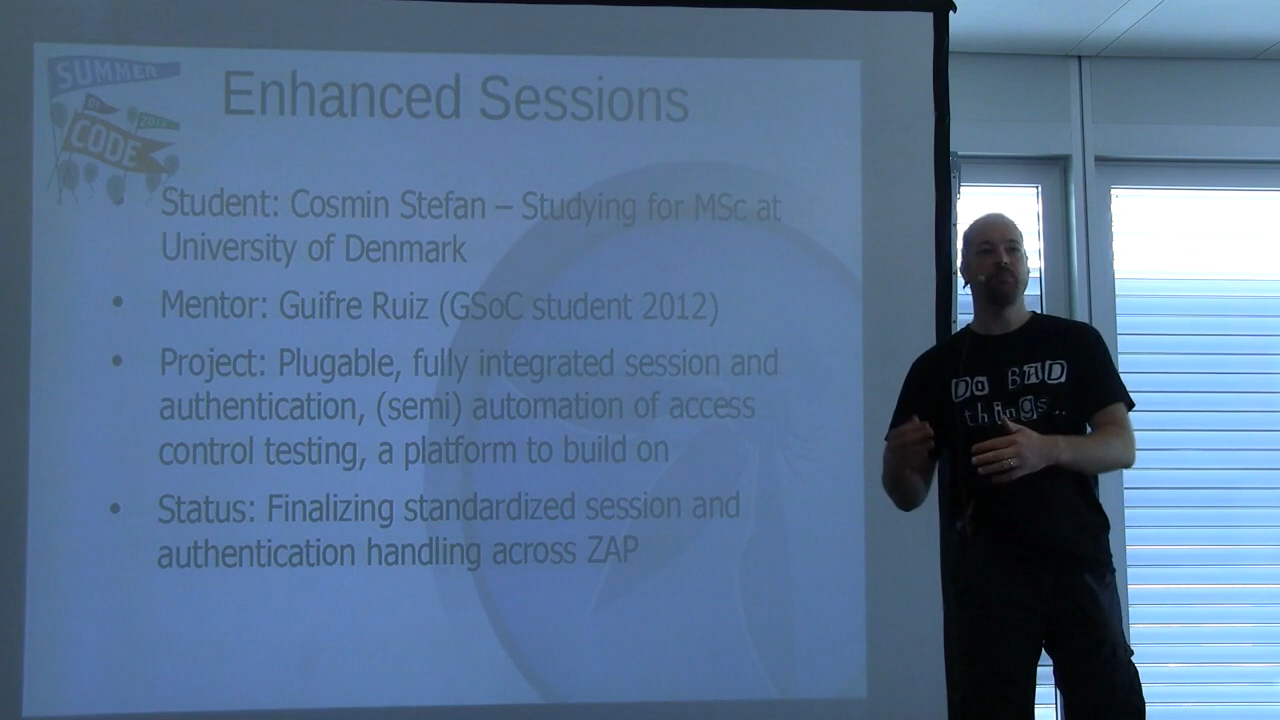 SUMMER
OF
2013
CODE
Enhanced Sessions
Student: Cosmin Stefan – Studying for MSc at
University of Denmark
• Mentor: Guifre Ruiz (GSoC student 2012)
• Project: Plugable, fully integrated session and
authentication, (semi) automation of access
control testing, a platform to build on
• Status: Finalizing standardized session and
authentication handling across ZAP
Do BAD
things..